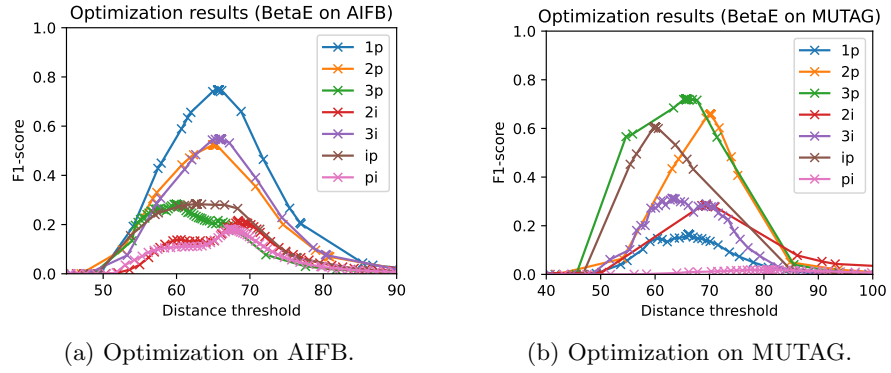 Optimization results (BetaE on AIFB)
1.0
0.8
0.6
0.4
0.2
0.0
F1-score
50
60
70
80
90
Distance threshold
1p
2p
3p
2i
3i
ip
pi
(a) Optimization on AIFB.
Optimization results (BetaE on MUTAG)
1.0
0.8
0.6
0.4
0.2
0.0
F1-score
40
50
60
70
80
90
100
Distance threshold
1p
2p
3p
2i
3i
ip
pi
(b) Optimization on MUTAG.